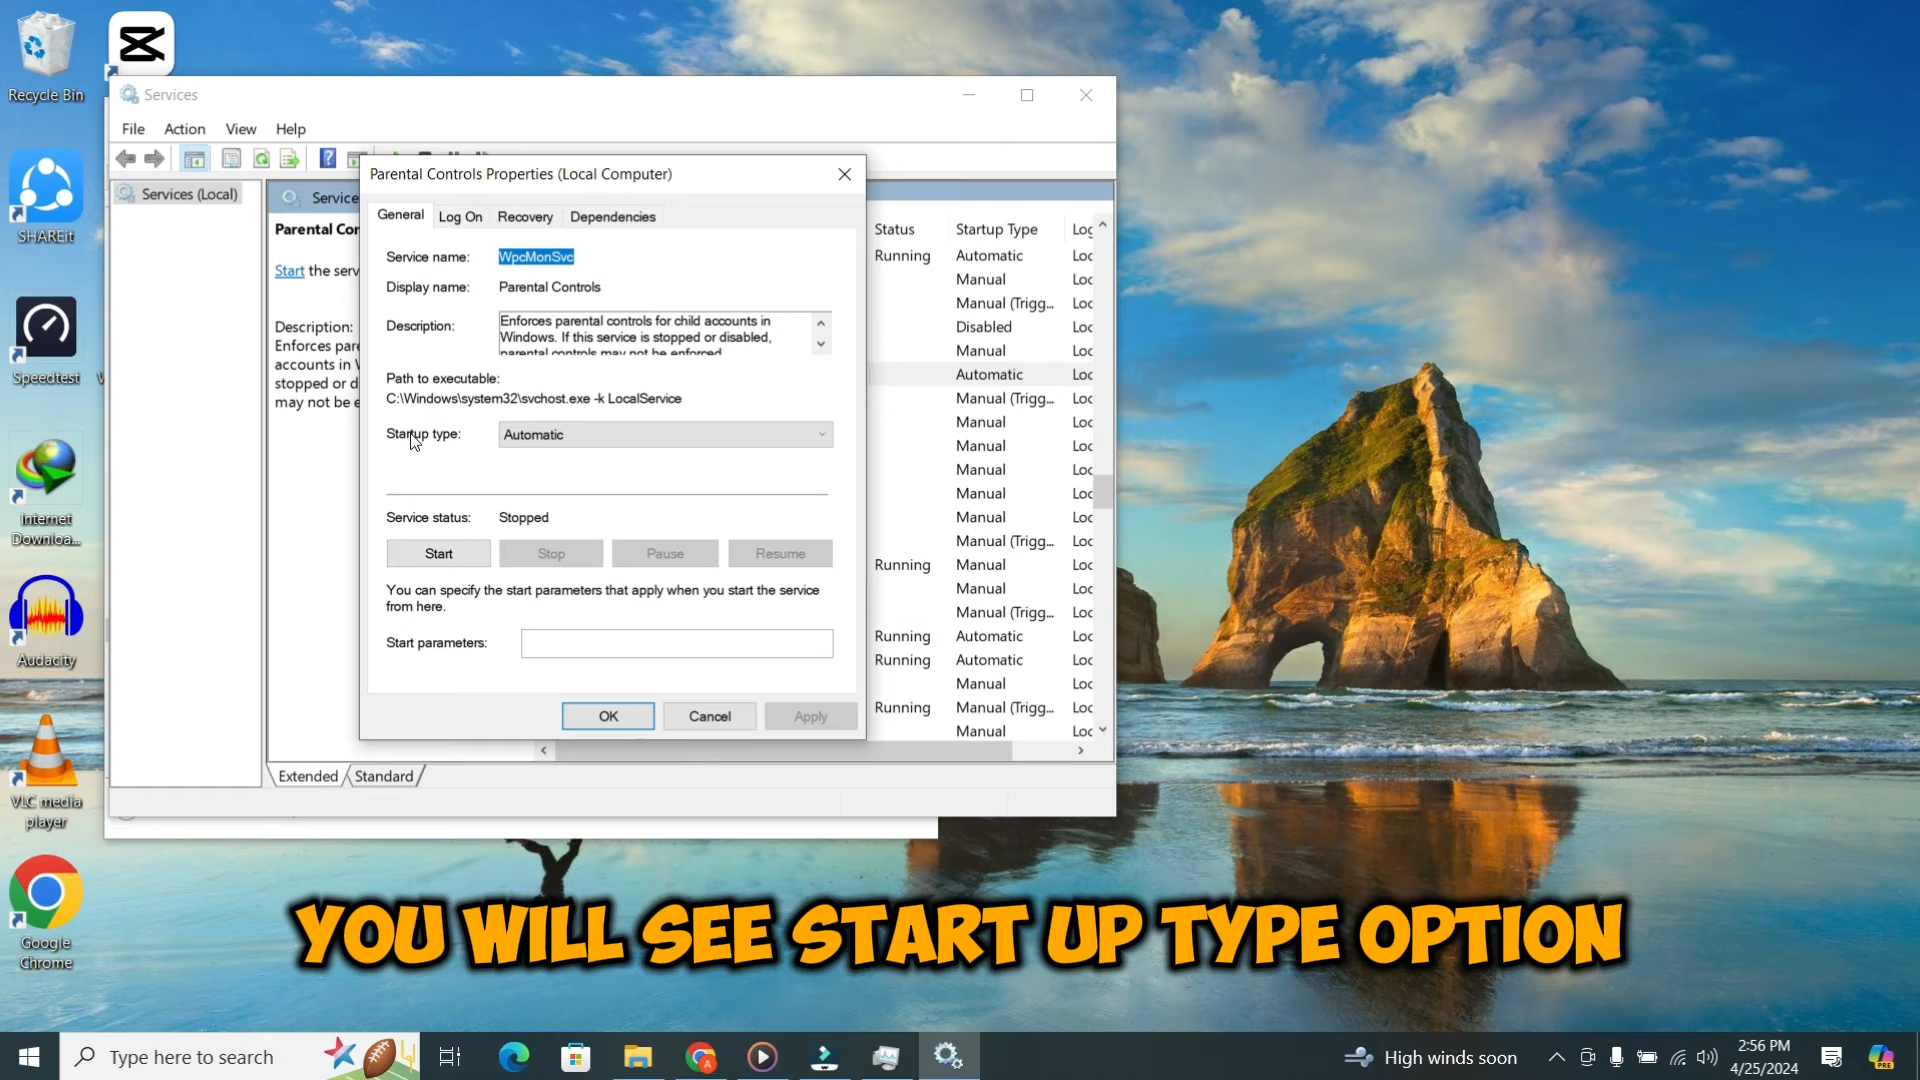 Recycle Bin
SHAREit
Speedtest
Internet
Downloa...
Audacity
VLC media
player
Google
Chrome
Services
File Action View Help
Services (Local)
Service
Parental Cor
Start the serv
Description:
Enforces pare
accounts in W
stopped or d
may not be e
Parental Controls Properties (Local Computer)
General Log On Recovery Dependencies
Service name: WpcMonSvc
Display name: Parental Controls
Description: Enforces parental controls for child accounts in
Windows. If this service is stopped or disabled,
parental controls may not be enforced
Path to executable:
C:\Windows\system32\svchost.exe -k LocalService
Startup type: Automatic
Service status: Stopped
Start Stop Pause Resume
You can specify the start parameters that apply when you start the service
from here.
Start parameters:
OK Cancel Apply
Status Startup Type Log
Running Automatic Loc
Manual Loc
Manual (Trigg... Loc
Disabled Loc
Manual Loc
Automatic Loc
Manual (Trigg... Loc
Manual Loc
Manual Loc
Manual Loc
Manual Loc
Manual Loc
Manual (Trigg... Loc
Running Manual Loc
Manual Loc
Manual (Trigg... Loc
Running Automatic Loc
Running Automatic Loc
Manual Loc
Running Manual (Trigg... Loc
Manual Loc
Extended Standard
YOU WILL SEE START UP TYPE OPTION
Type here to search
High winds soon
2:56 PM
4/25/2024